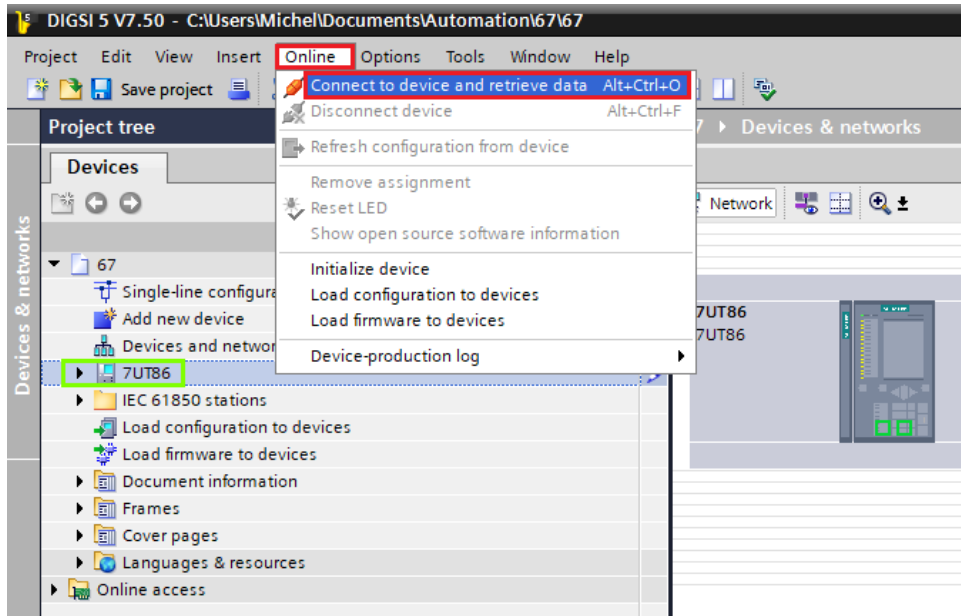 DIGSI 5 V7.50 - C:\Users\Michel\Documents\Automation\67\67
Project Edit View Insert Online Options Tools Window Help
Save project
Connect to device and retrieve data Alt+Ctrl+O
Disconnect device Alt+Ctrl+F
Refresh configuration from device
Remove assignment
Reset LED
Show open source software information
Initialize device
Load configuration to devices
Load firmware to devices
Device-production log
Project tree
Devices
Devices & networks
67
Single-line configura
Add new device
Devices and networ
7UT86
IEC 61850 stations
Load configuration to devices
Load firmware to devices
Document information
Frames
Cover pages
Languages & resources
Online access
7 Devices & networks
Network
7UT86
7UT86